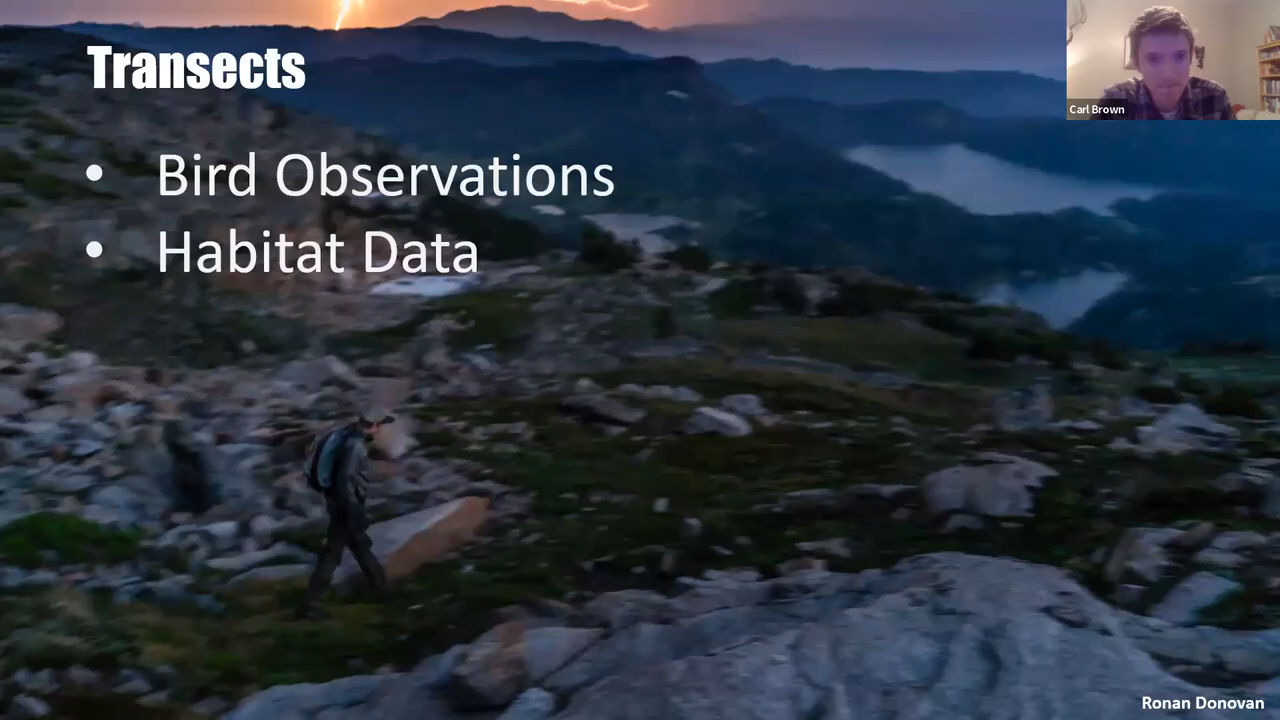 Transects
Carl Brown
• Bird Observations
• Habitat Data
Ronan Donovan